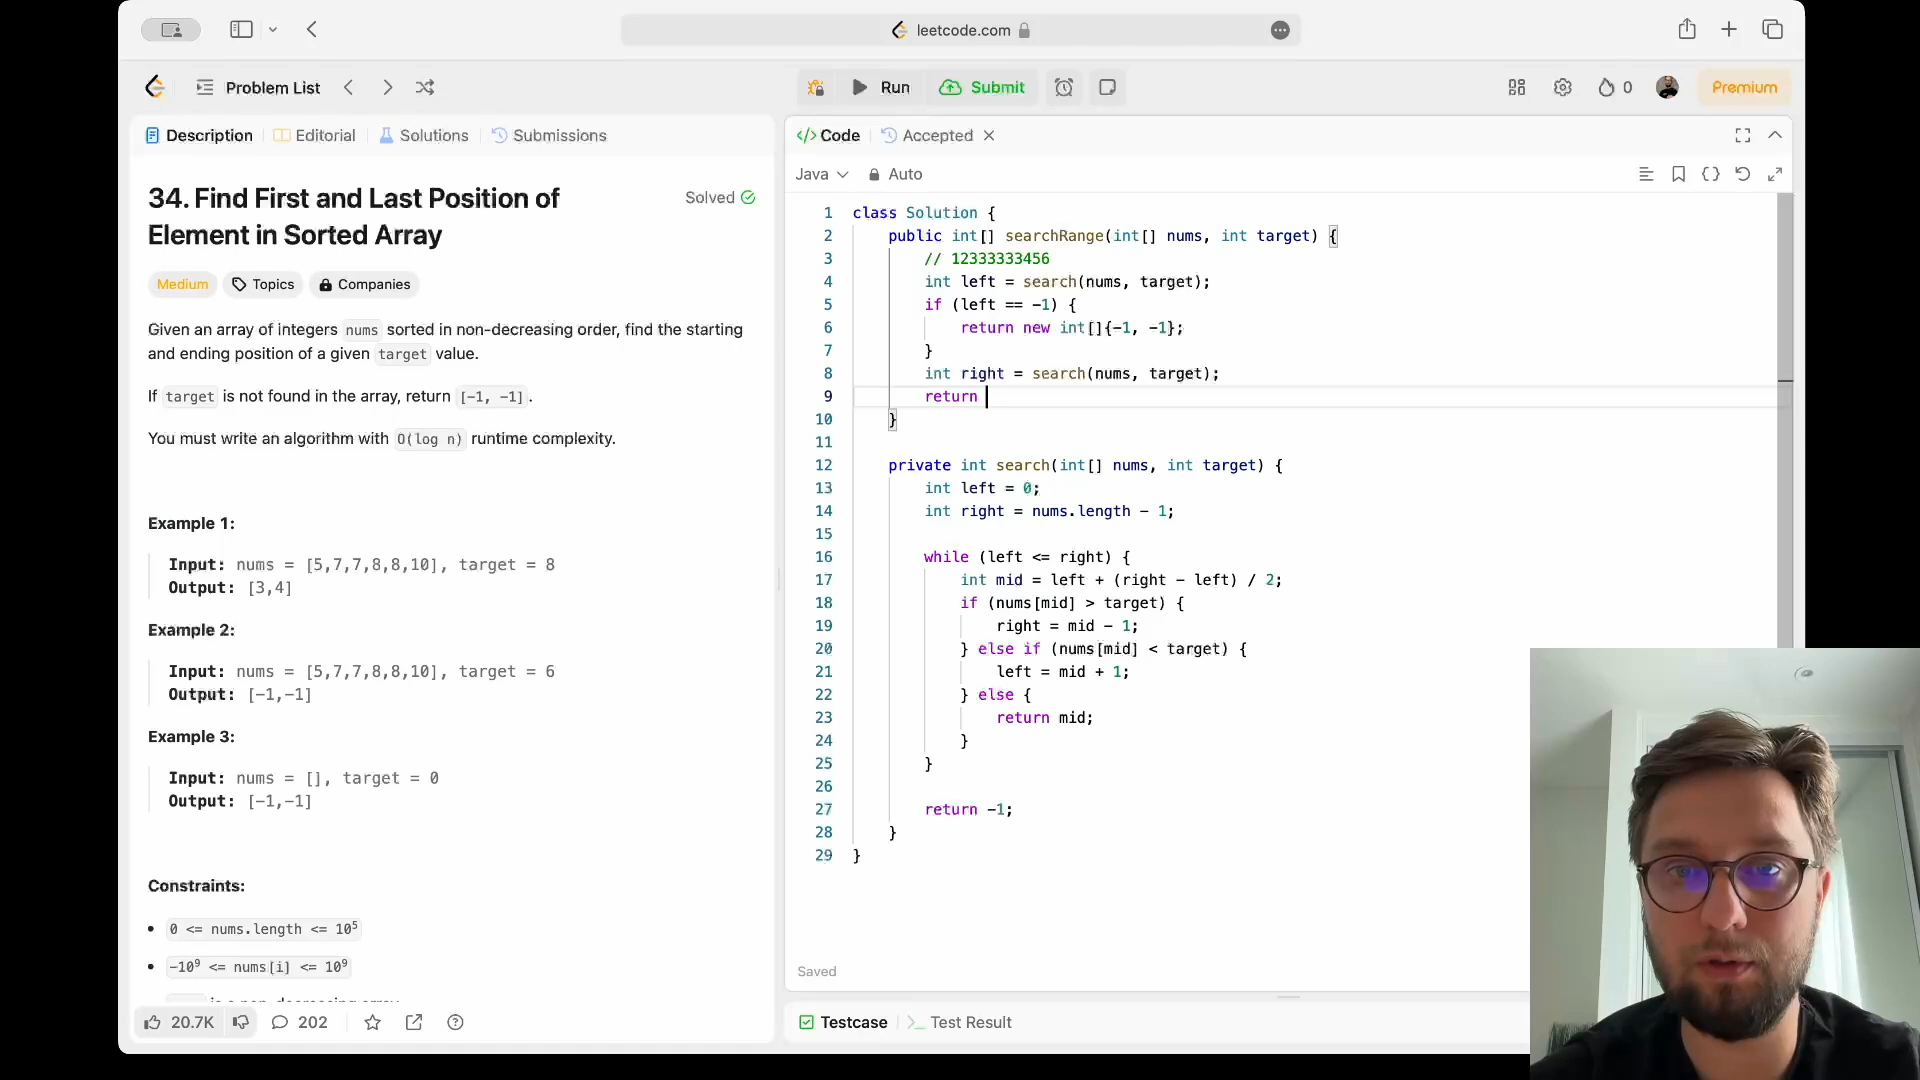 leetcode.com
Problem List
Run
Submit
0
Premium
Description
Editorial
Solutions
Submissions
34. Find First and Last Position of
Element in Sorted Array
Solved
Medium
Topics
Companies
Given an array of integers nums sorted in non-decreasing order, find the starting
and ending position of a given target value.
If target is not found in the array, return [-1, -1].
You must write an algorithm with O(log n) runtime complexity.
Example 1:
Input: nums = [5,7,7,8,8,10], target = 8
Output: [3,4]
Example 2:
Input: nums = [5,7,7,8,8,10], target = 6
Output: [-1,-1]
Example 3:
Input: nums = [], target = 0
Output: [-1,-1]
Constraints:
0 <= nums.length <= 10⁵
-10⁹ <= nums[i] <= 10⁹
20.7K
202
</> Code
Accepted
Java
Auto
1 class Solution {
2 public int[] searchRange(int[] nums, int target) {
3 // 12333333456
4 int left = search(nums, target);
5 if (left == -1) {
6 return new int[]{-1, -1};
7 }
8 int right = search(nums, target);
9 return
10 }
11
12 private int search(int[] nums, int target) {
13 int left = 0;
14 int right = nums.length - 1;
15
16 while (left <= right) {
17 int mid = left + (right - left) / 2;
18 if (nums[mid] > target) {
19 right = mid - 1;
20 } else if (nums[mid] < target) {
21 left = mid + 1;
22 } else {
23 return mid;
24 }
25 }
26
27 return -1;
28 }
29 }
Saved
Testcase
Test Result